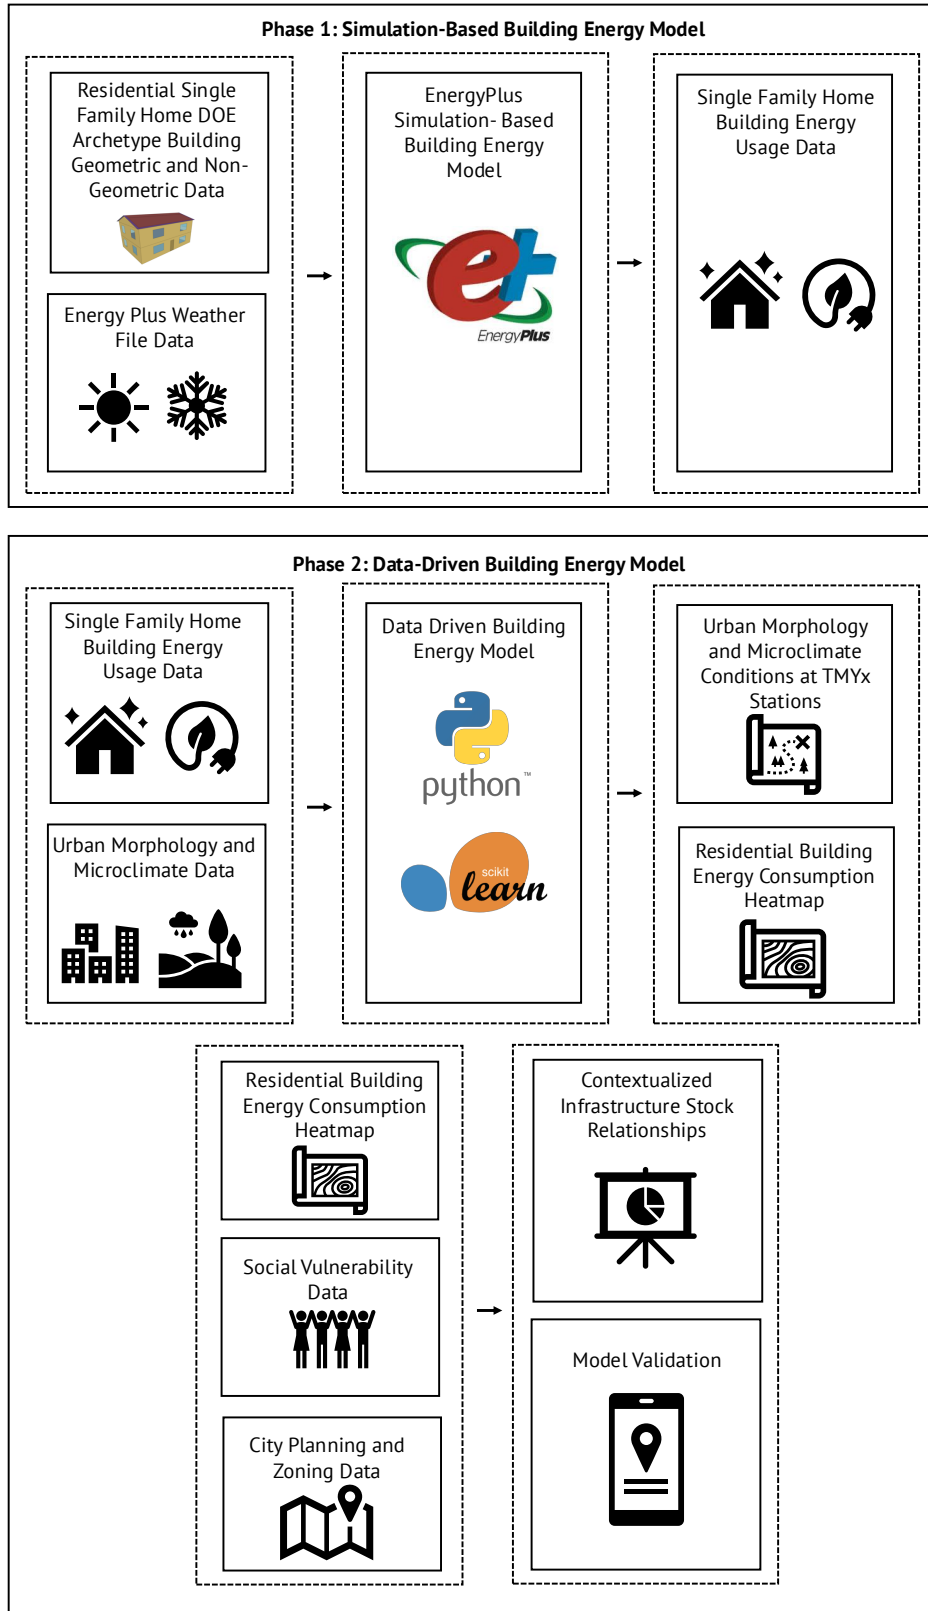 Phase 1: Simulation-Based Building Energy Model
Residential Single
Family Home DOE
Archetype Building
Geometric and Non-
Geometric Data
Energy Plus Weather
File Data
EnergyPlus
Simulation- Based
Building Energy
Model
e+
EnergyPlus
Single Family Home
Building Energy
Usage Data
Phase 2: Data-Driven Building Energy Model
Single Family Home
Building Energy
Usage Data
Urban Morphology and
Microclimate Data
Data Driven Building
Energy Model
python™
scikit
learn
Urban Morphology
and Microclimate
Conditions at TMYx
Stations
Residential Building
Energy Consumption
Heatmap
Residential Building
Energy Consumption
Heatmap
Social Vulnerability
Data
City Planning and
Zoning Data
Contextualized
Infrastructure Stock
Relationships
Model Validation